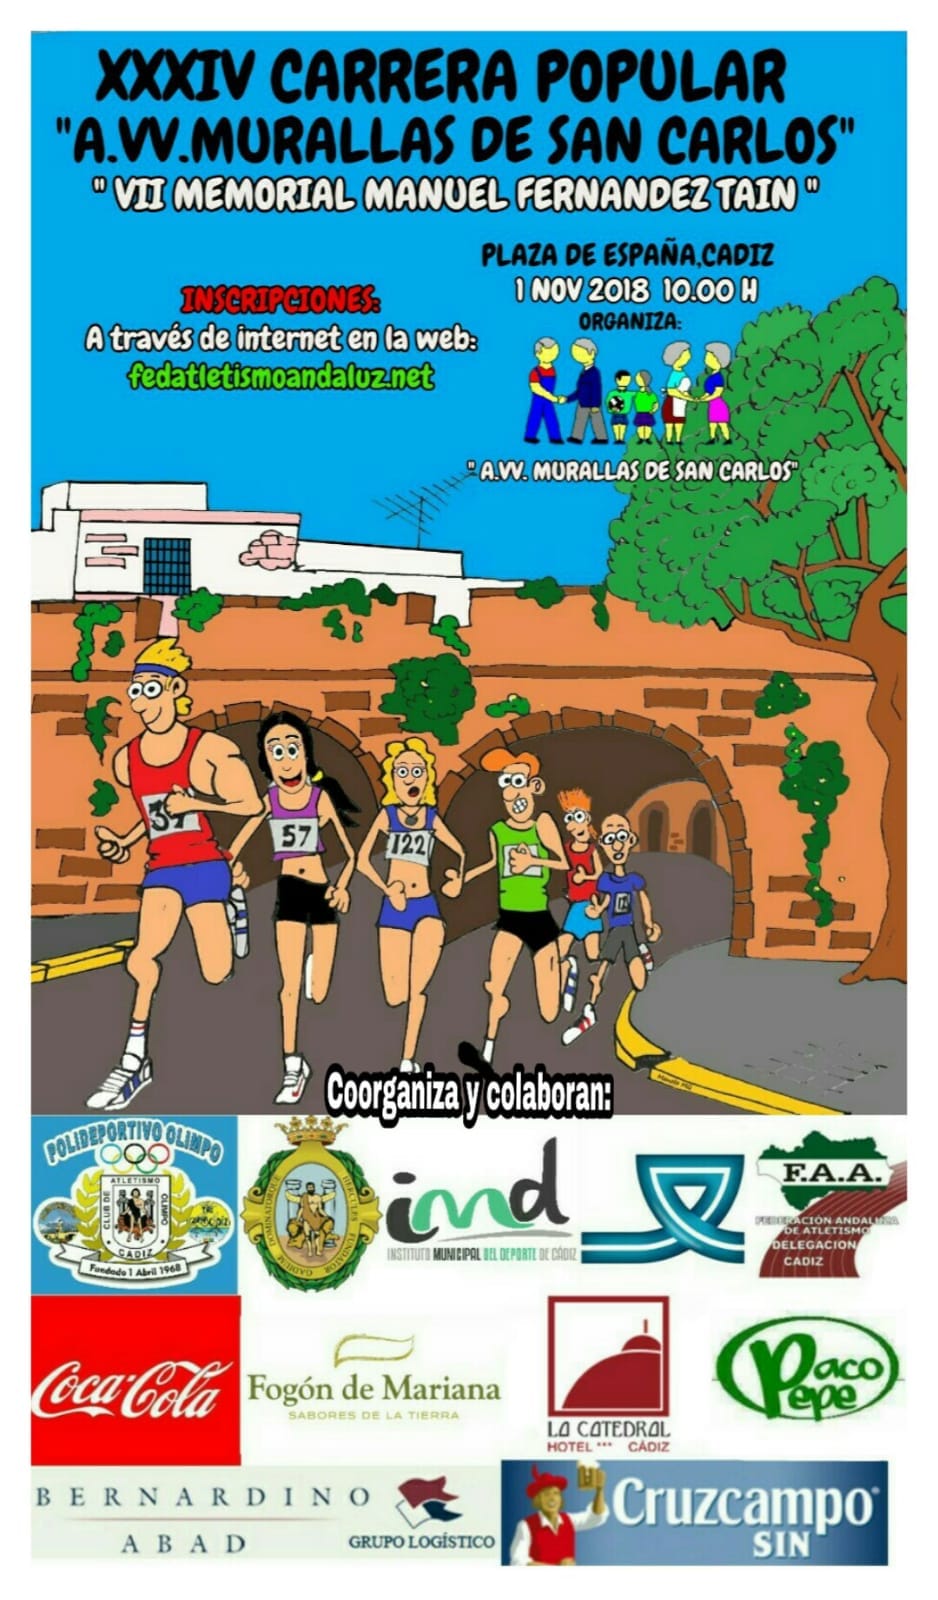 XXXIV CARRERA POPULAR
"A.VV.MURALLAS DE SAN CARLOS"
" VII MEMORIAL MANUEL FERNANDEZ TAIN "
PLAZA DE ESPAÑA,CADIZ
1 NOV 2018 10.00 H
ORGANIZA:
INSCRIPCIONES:
A través de internet en la web:
fedatletismoandaluz.net
" A.VV. MURALLAS DE SAN CARLOS"
57
122
Coorganiza y colaboran:
POLIDEPORTIVO OLIMPO
CLUB DE ATLETISMO OLIMPO
CADIZ
Fundado 1 Abril 1968
imd
INSTITUTO MUNICIPAL DEL DEPORTE DE CÁDIZ
F.A.A.
FEDERACIÓN ANDALUZA
DE ATLETISMO
DELEGACION
CADIZ
Coca-Cola
Fogón de Mariana
SABORES DE LA TIERRA
LA CATEDRAL
HOTEL *** CÁDIZ
Paco
Pepe
BERNARDINO
ABAD
GRUPO LOGÍSTICO
Cruzcampo
SIN